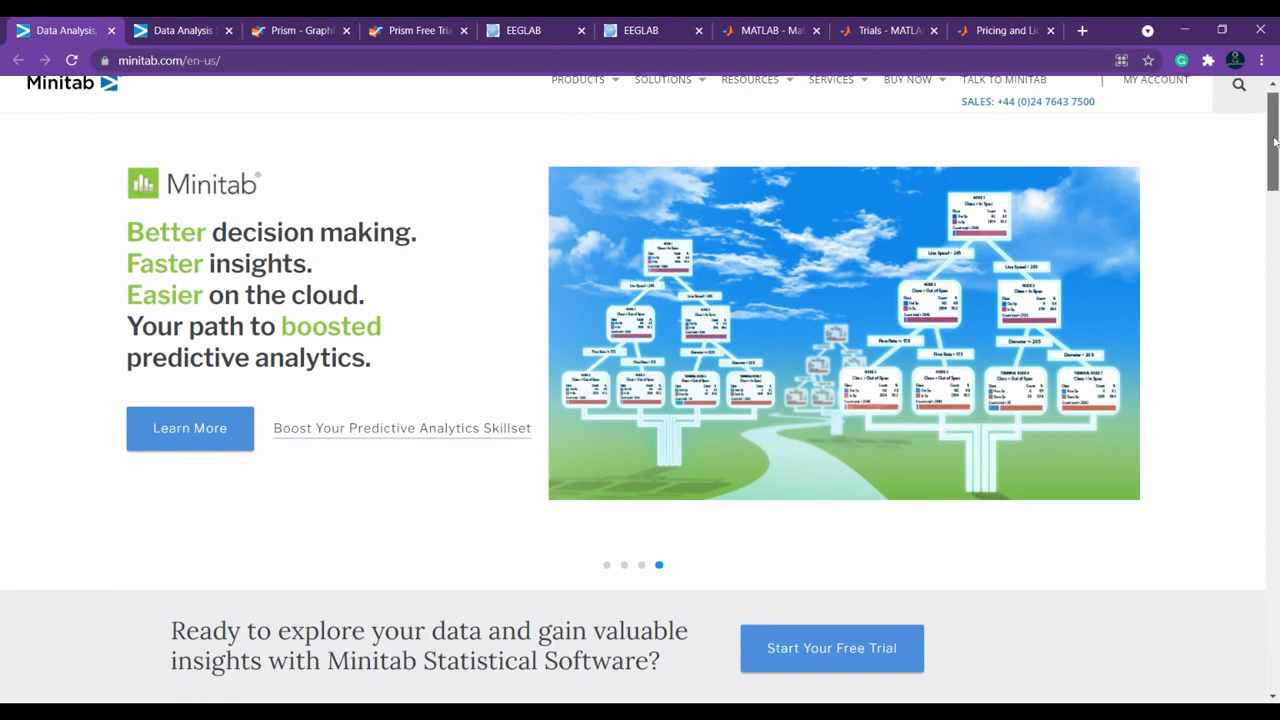 Data Analysis,
Data Analysis
Prism - Graph
Prism Free Tria
EEGLAB
EEGLAB
MATLAB - Mat
Trials - MATLA
Pricing and Lic
minitab.com/en-us/
Minitab
PRODUCTS
SOLUTIONS
RESOURCES
SERVICES
BUY NOW
TALK TO MINITAB
MY ACCOUNT
SALES: +44 (0)24 7643 7500
Minitab®
Better decision making.
Faster insights.
Easier on the cloud.
Your path to boosted
predictive analytics.
Learn More
Boost Your Predictive Analytics Skillset
Ready to explore your data and gain valuable
insights with Minitab Statistical Software?
Start Your Free Trial